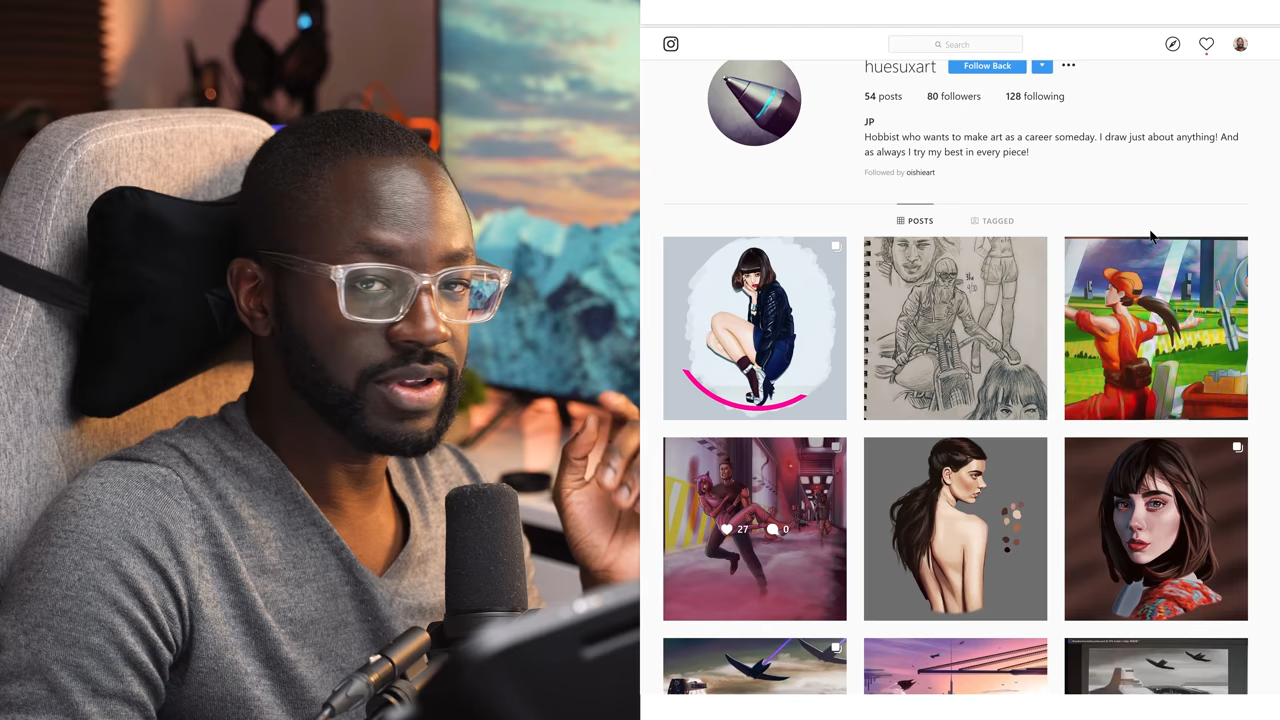 Search
huesuxart
Follow Back
54 posts 80 followers 128 following
JP
Hobbist who wants to make art as a career someday. I draw just about anything! And
as always I try my best in every piece!
Followed by oishieart
POSTS TAGGED
27 0